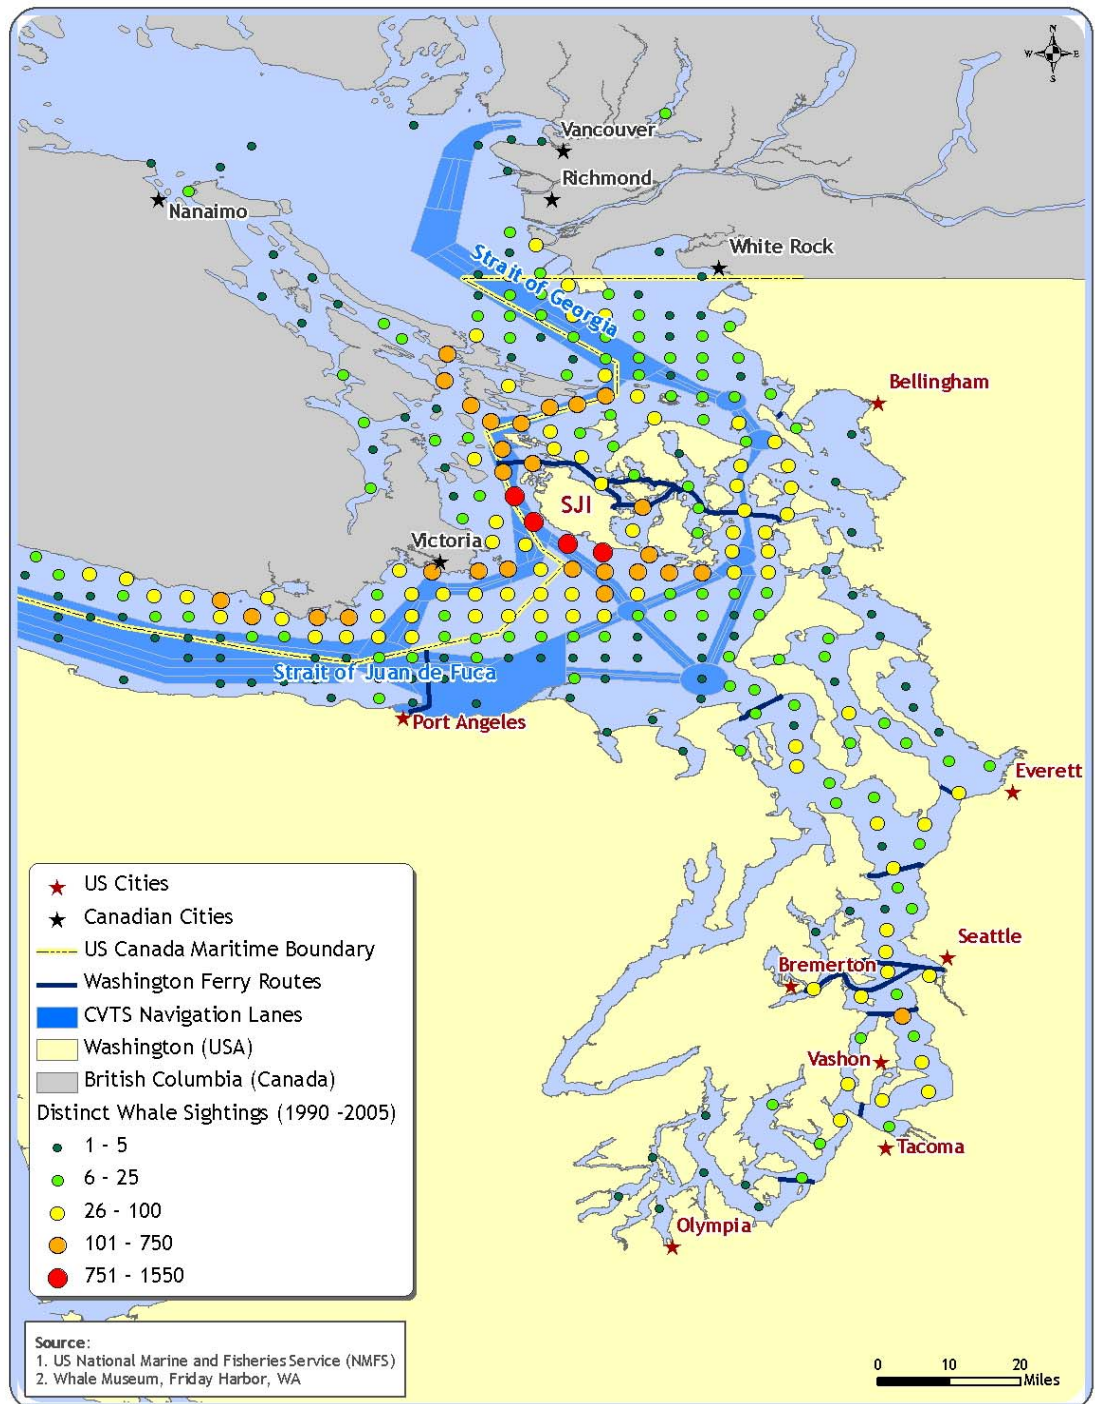 N
W E
S
Vancouver
Richmond
Nanaimo
White Rock
Strait of Georgia
Bellingham
SJI
Victoria
Strait of Juan de Fuca
Port Angeles
Everett
Seattle
Bremerton
Vashon
Tacoma
Olympia
US Cities
Canadian Cities
US Canada Maritime Boundary
Washington Ferry Routes
CVTS Navigation Lanes
Washington (USA)
British Columbia (Canada)
Distinct Whale Sightings (1990 -2005)
1 - 5
6 - 25
26 - 100
101 - 750
751 - 1550
Source:
1. US National Marine and Fisheries Service (NMFS)
2. Whale Museum, Friday Harbor, WA
0 10 20
Miles